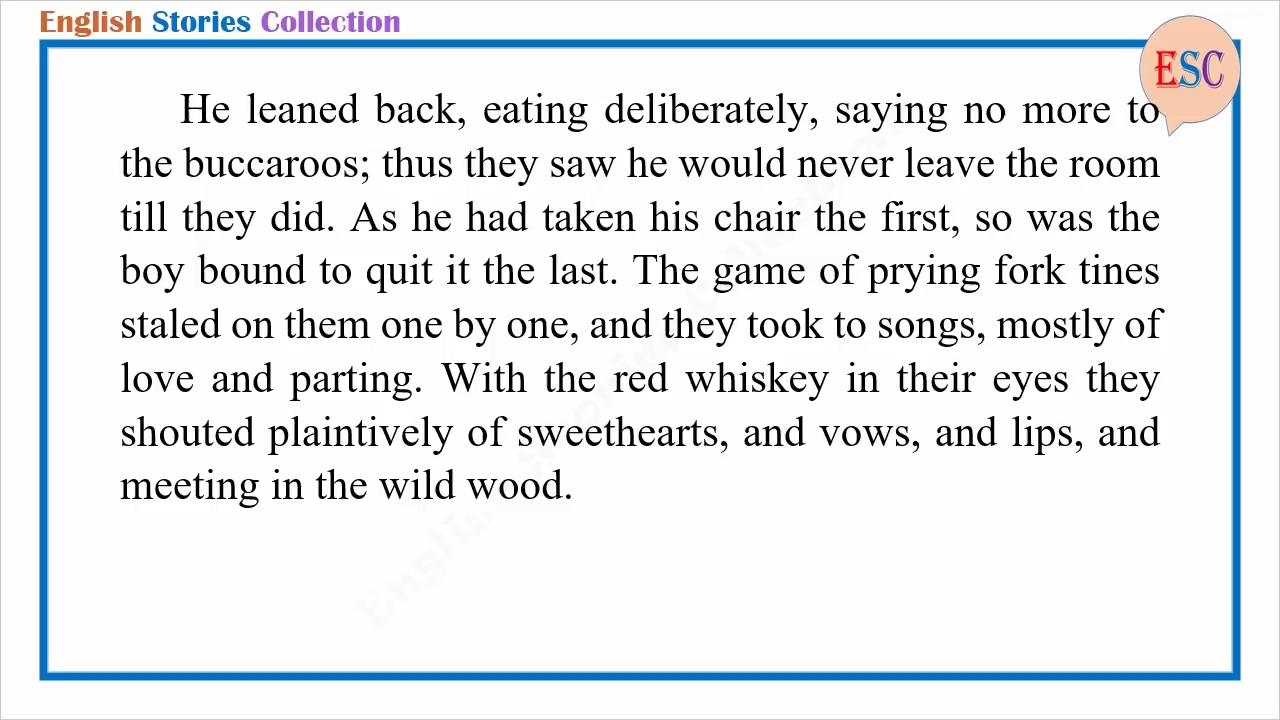 English Stories Collection
ESC
He leaned back, eating deliberately, saying no more to
the buccaroos; thus they saw he would never leave the room
till they did. As he had taken his chair the first, so was the
boy bound to quit it the last. The game of prying fork tines
staled on them one by one, and they took to songs, mostly of
love and parting. With the red whiskey in their eyes they
shouted plaintively of sweethearts, and vows, and lips, and
meeting in the wild wood.